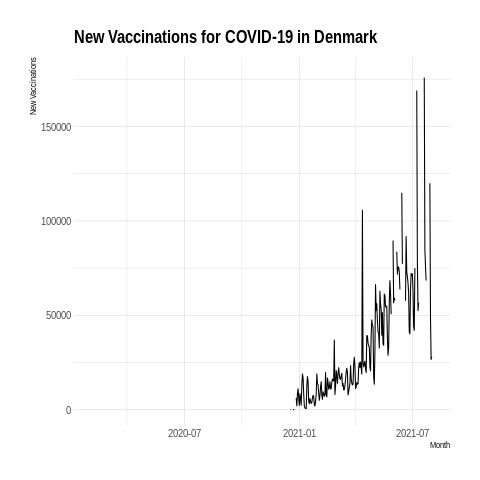 New Vaccinations for COVID-19 in Denmark
New Vaccinations
150000
100000
50000
0
2020-07
2021-01
2021-07
Month